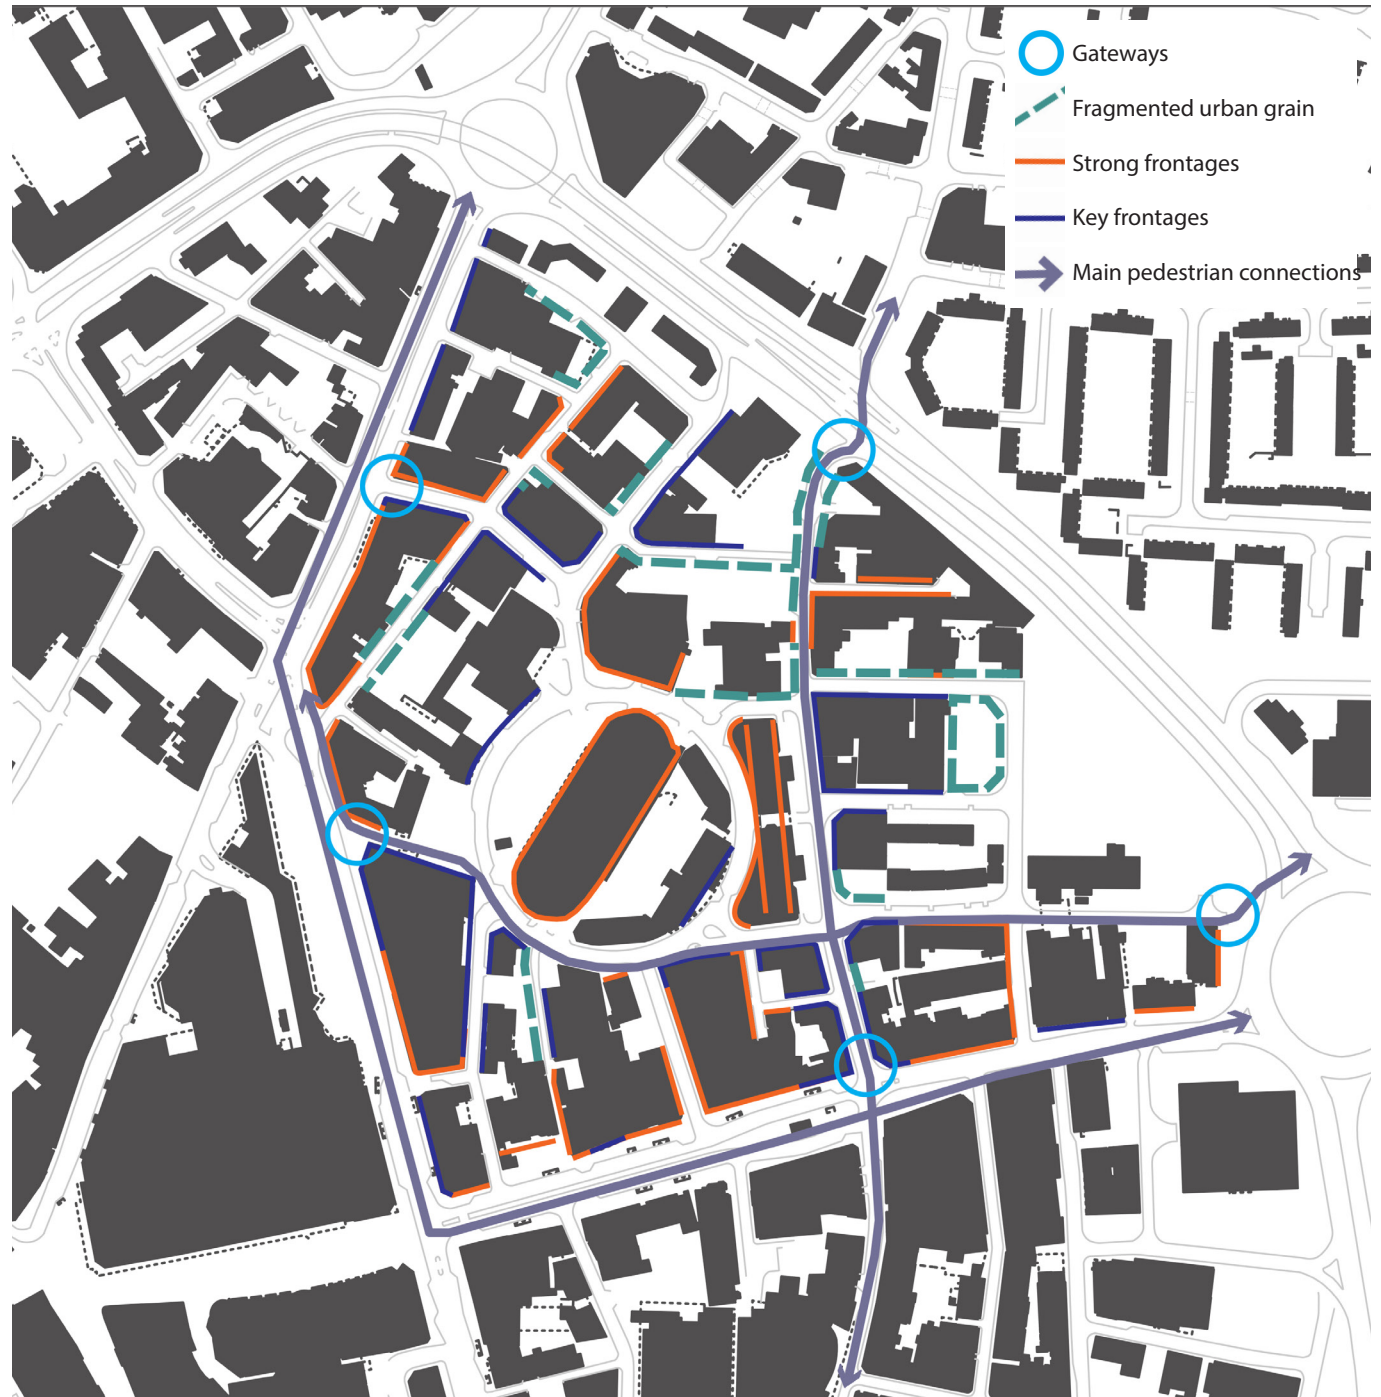 Gateways
Fragmented urban grain
Strong frontages
Key frontages
Main pedestrian connections